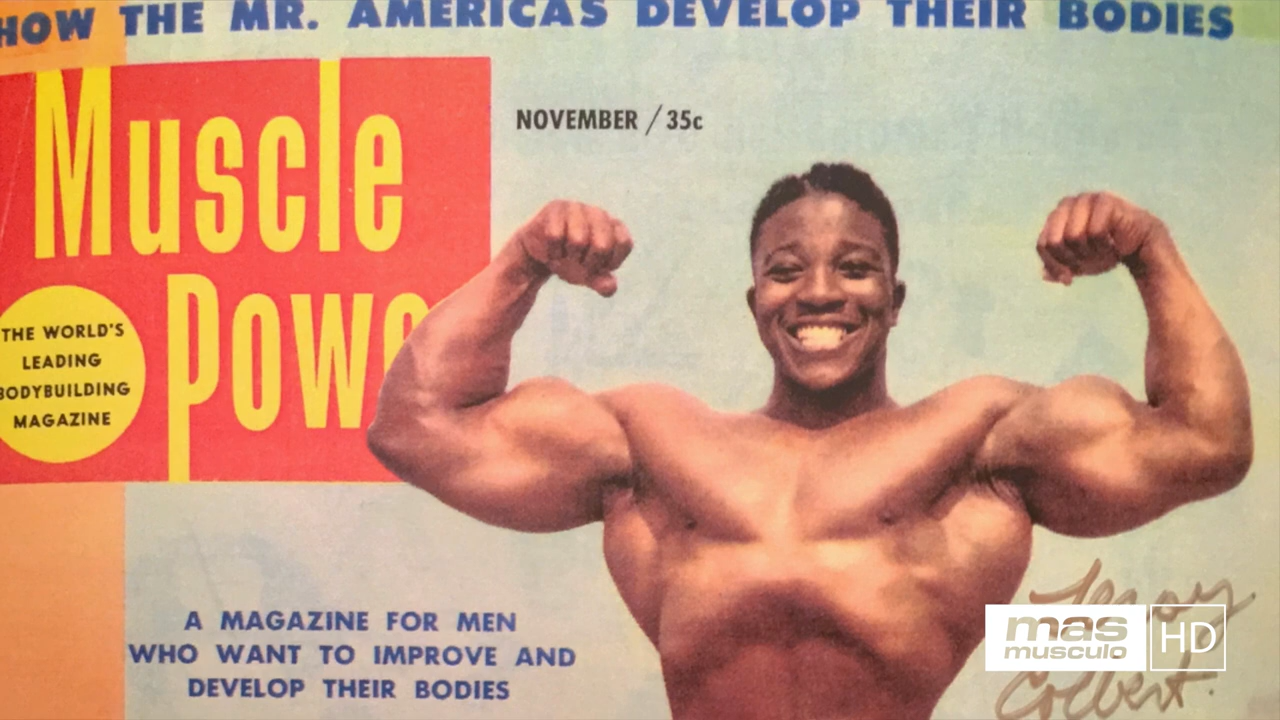 HOW THE MR. AMERICAS DEVELOP THEIR BODIES
Muscle
NOVEMBER / 35c
Powe
THE WORLD'S
LEADING
BODYBUILDING
MAGAZINE
A MAGAZINE FOR MEN
WHO WANT TO IMPROVE AND
DEVELOP THEIR BODIES
Leroy
mas
musculo
HD
Colbert.